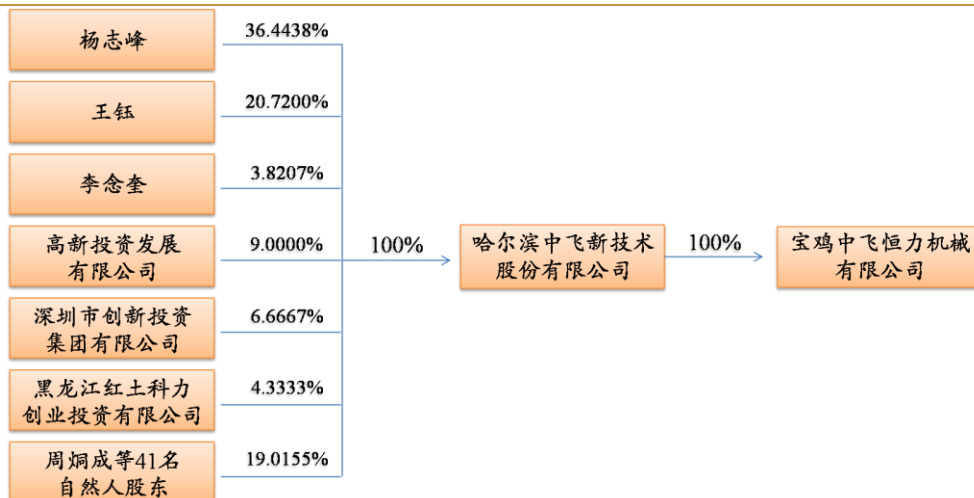 杨志峰
36.4438%
王钰
20.7200%
李念奎
3.8207%
高新投资发展
有限公司
9.0000%
100%
哈尔滨中飞新技术
股份有限公司
100%
宝鸡中飞恒力机械
有限公司
深圳市创新投资
集团有限公司
6.6667%
黑龙江红土科力
创业投资有限公司
4.3333%
周炯成等41名
自然人股东
19.0155%